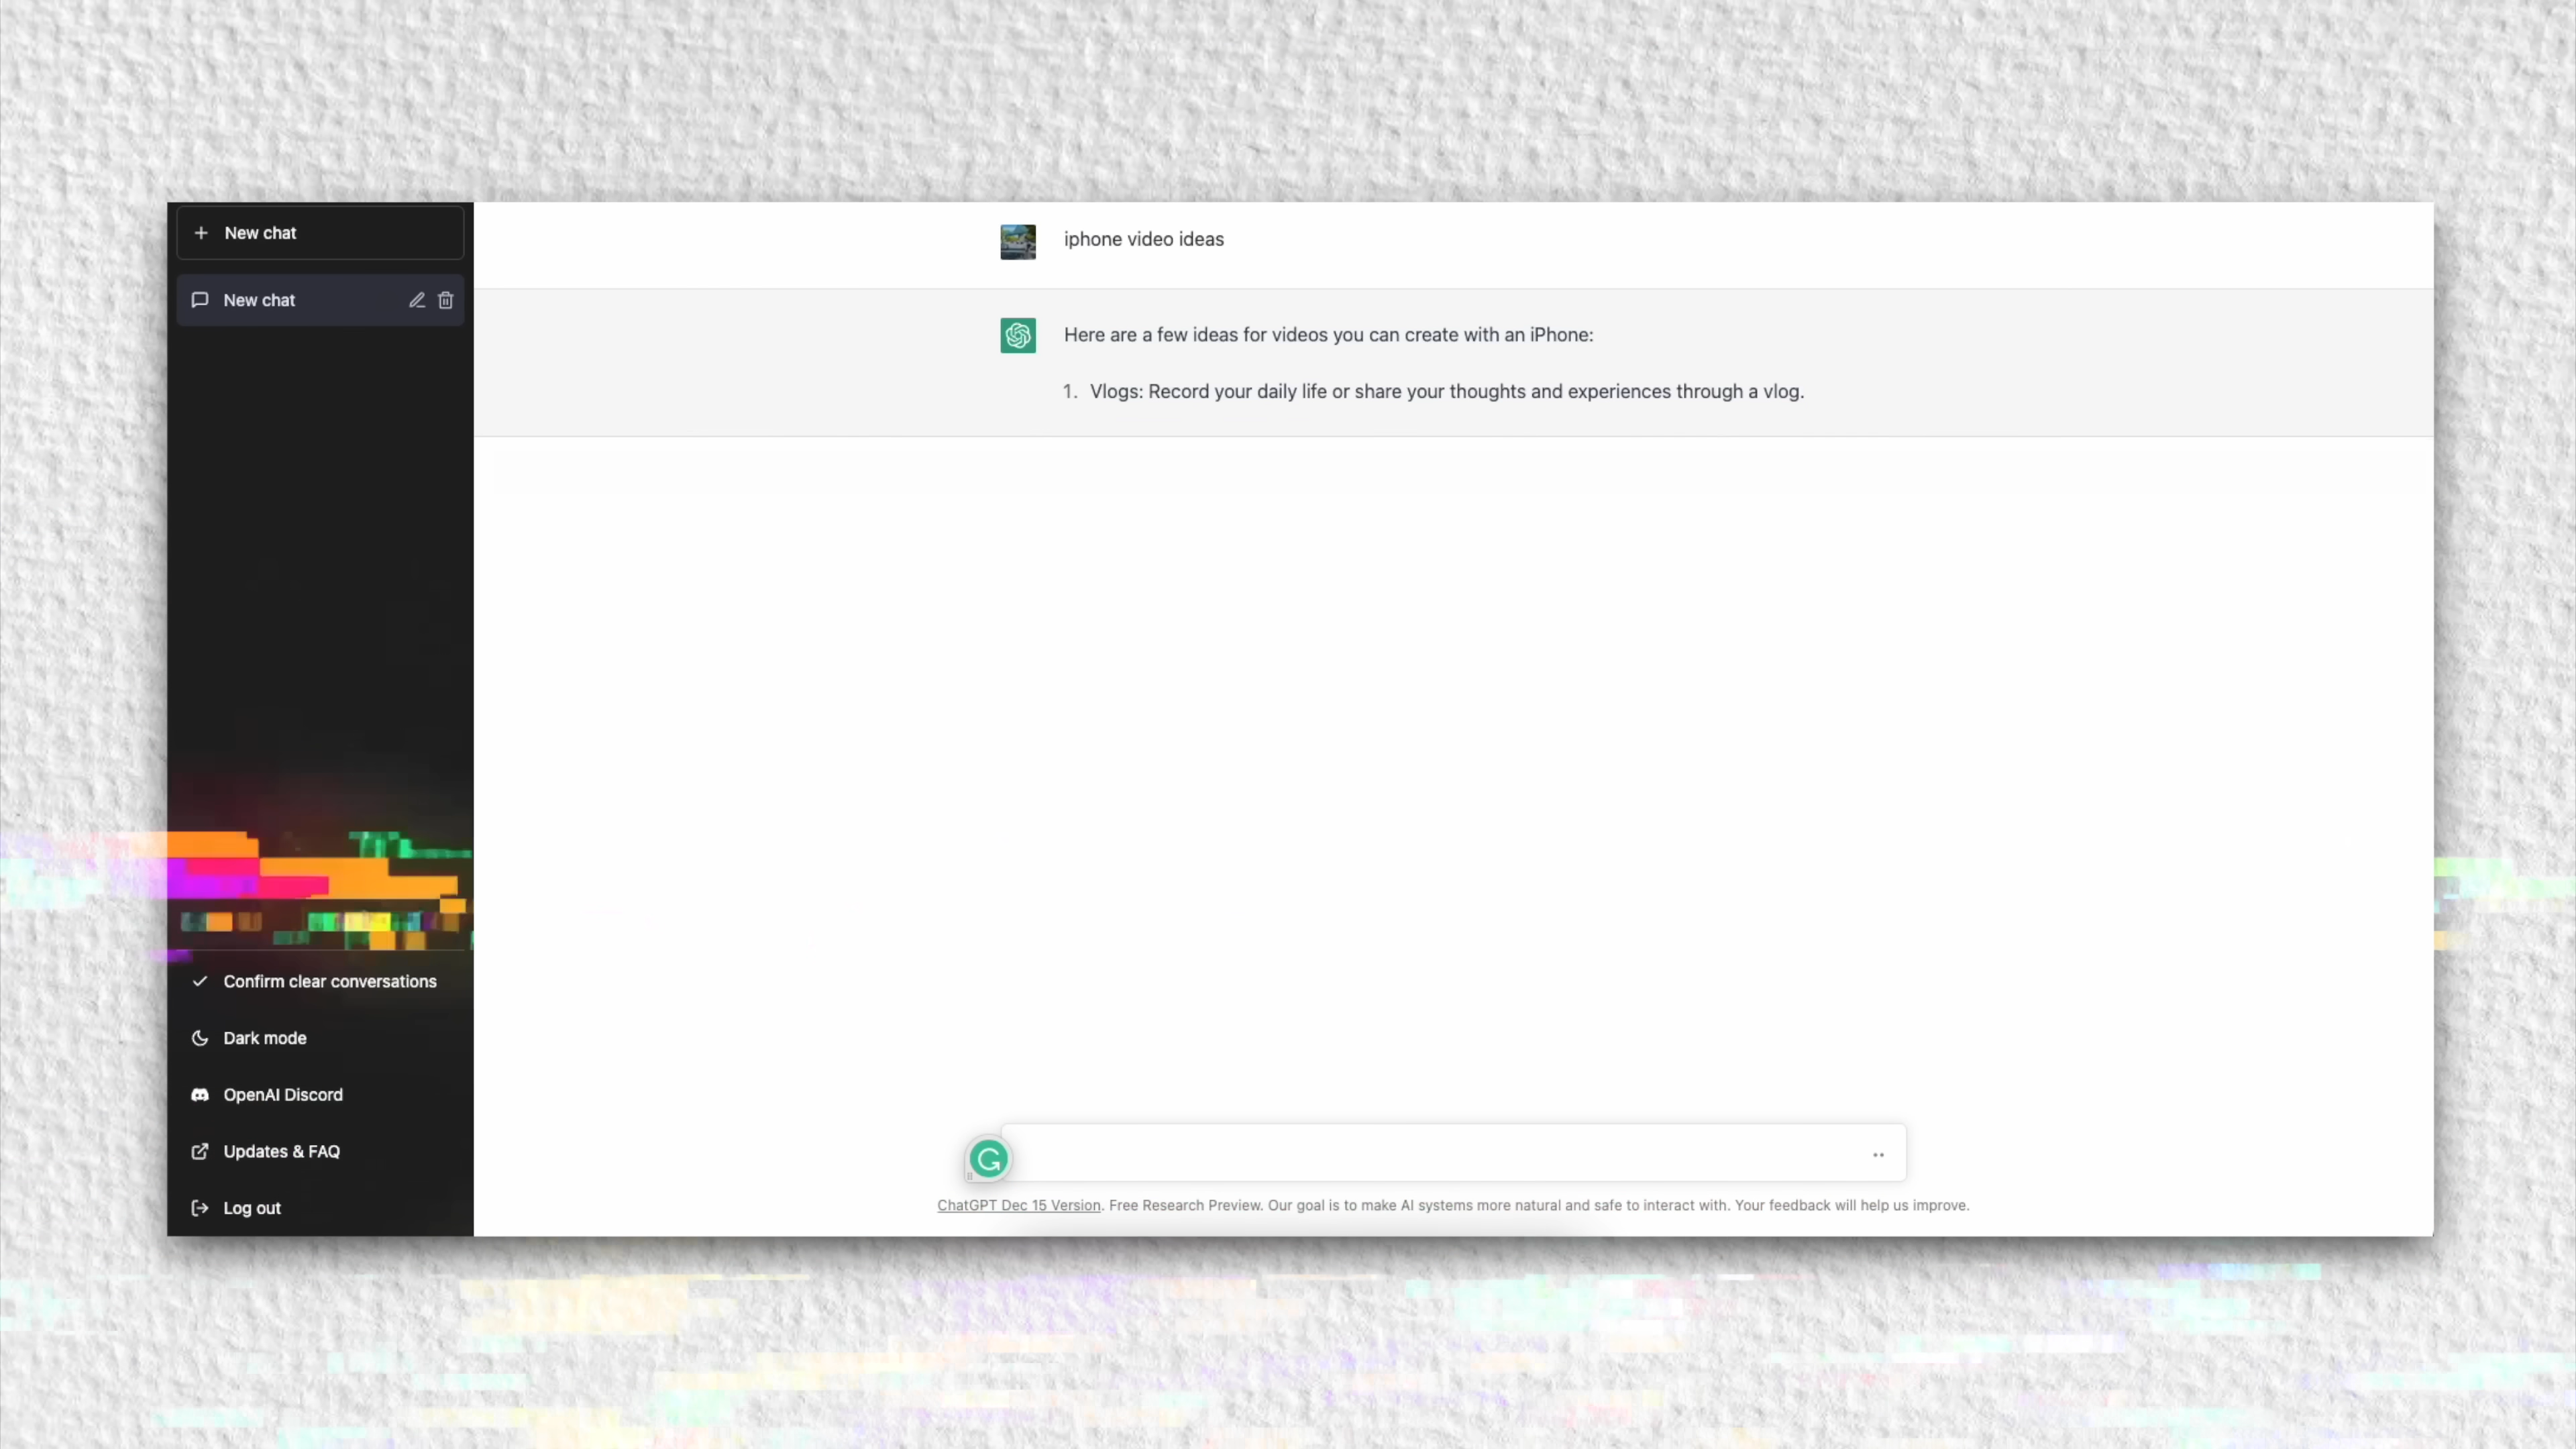 New chat
New chat
Confirm clear conversations
Dark mode
OpenAI Discord
Updates & FAQ
Log out
iphone video ideas
Here are a few ideas for videos you can create with an iPhone:
1. Vlogs: Record your daily life or share your thoughts and experiences through a vlog.
ChatGPT Dec 15 Version. Free Research Preview. Our goal is to make AI systems more natural and safe to interact with. Your feedback will help us improve.